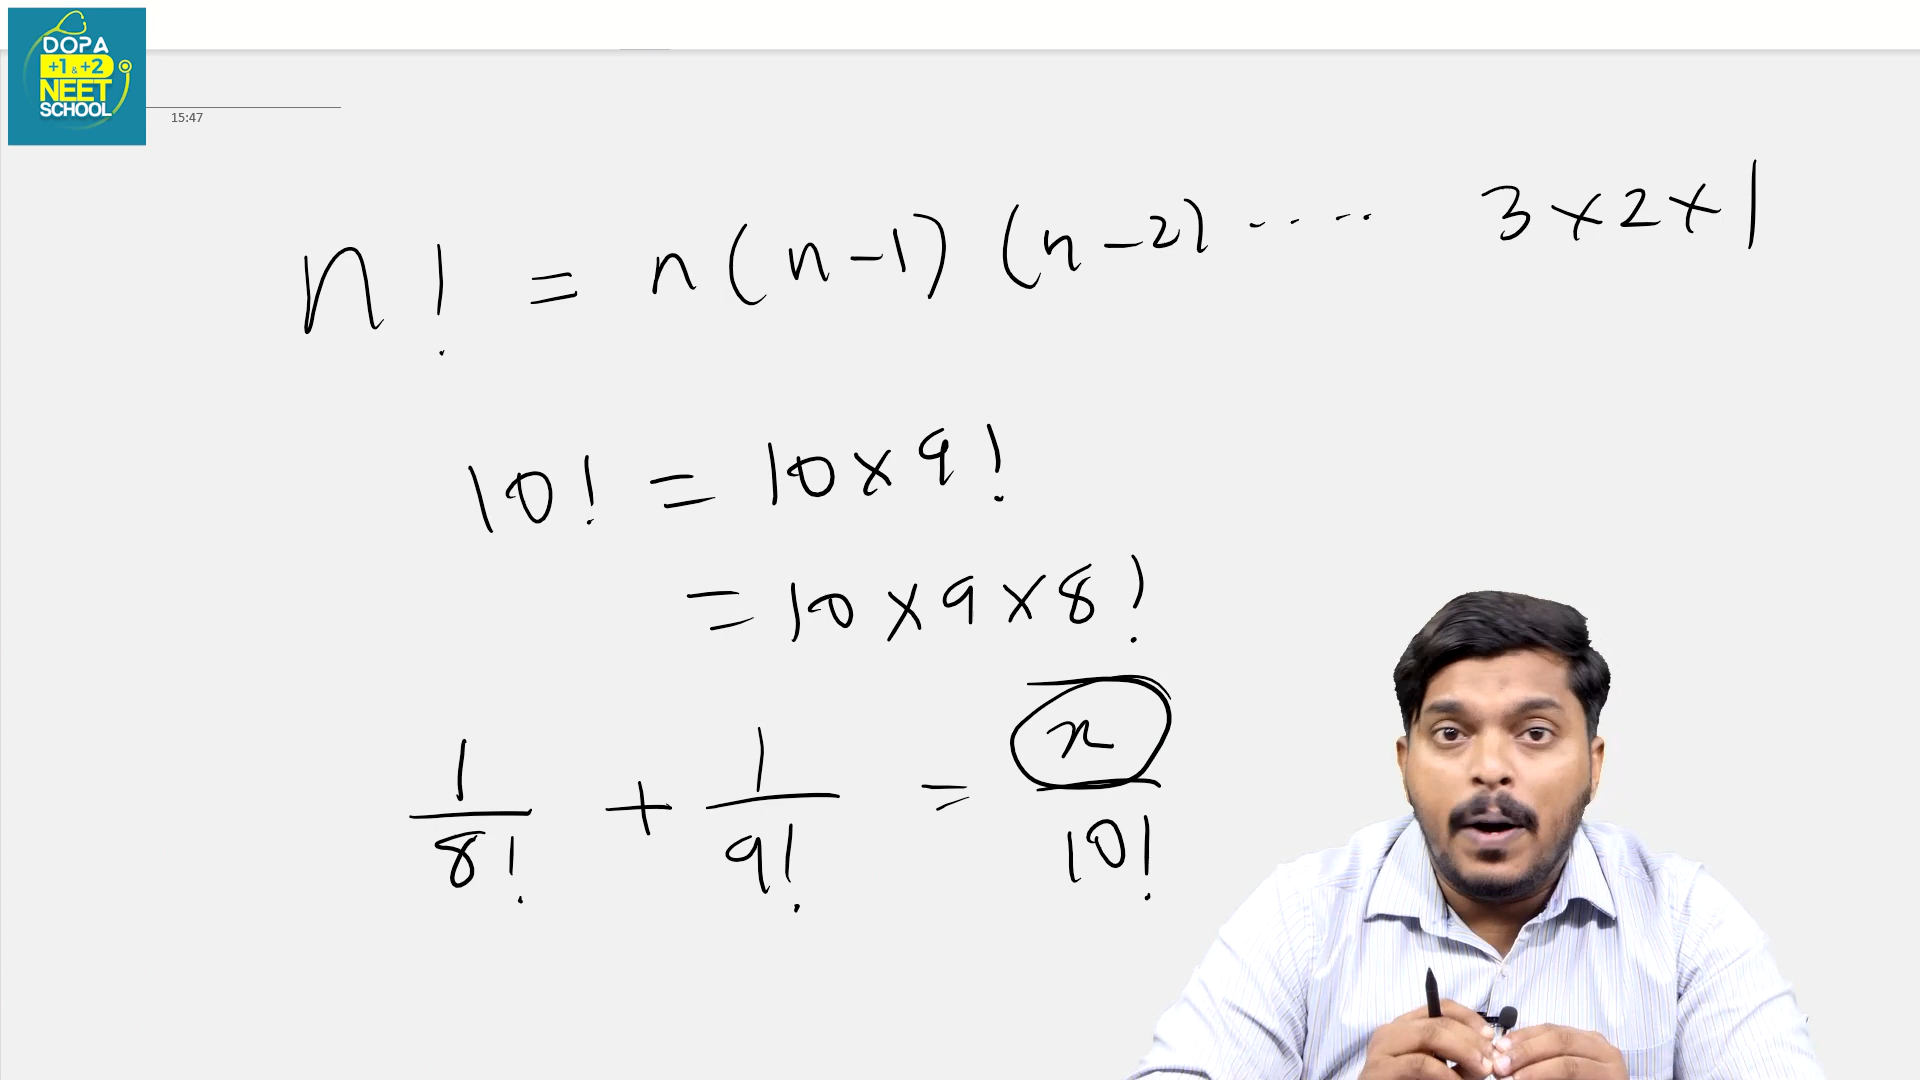 DOPA
+1 & +2
NEET
SCHOOL
15:47
n! = n(n-1)(n-2) ..... 3×2×1
10! = 10×9!
= 10×9×8!
1/8! + 1/9! = x/10!